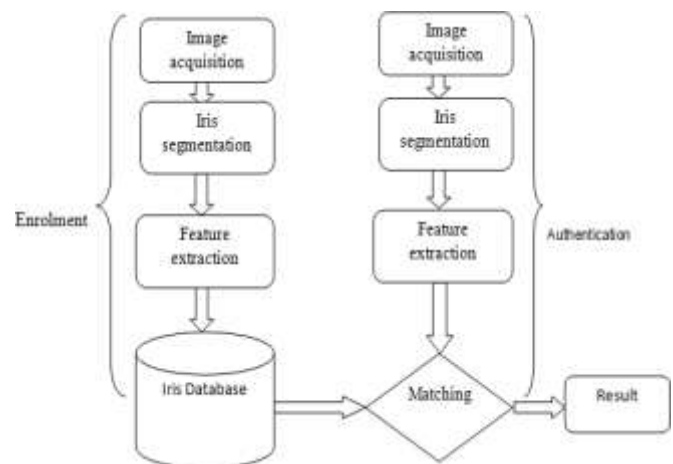 Image
acquisition
Iris
segmentation
Feature
extraction
Iris Database
Enrolment
Image
acquisition
Iris
segmentation
Feature
extraction
Matching
Authentication
Result